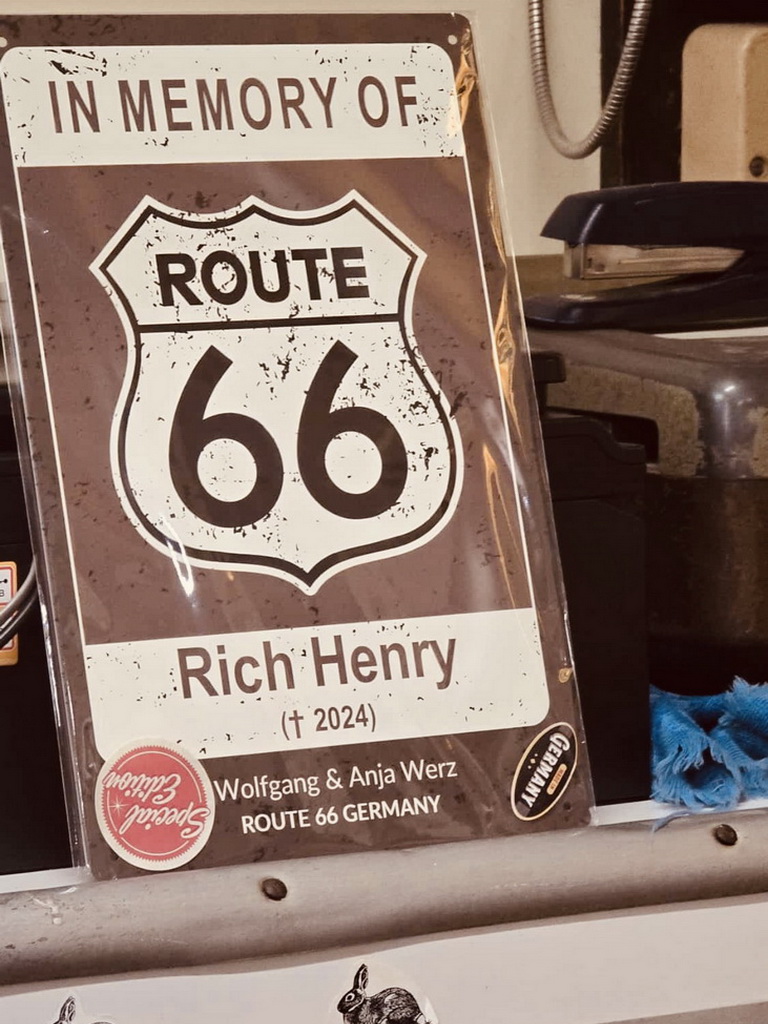 IN MEMORY OF
ROUTE
66
Rich Henry
(† 2024)
Special
Edition
Wolfgang & Anja Werz
ROUTE 66 GERMANY
GERMANY